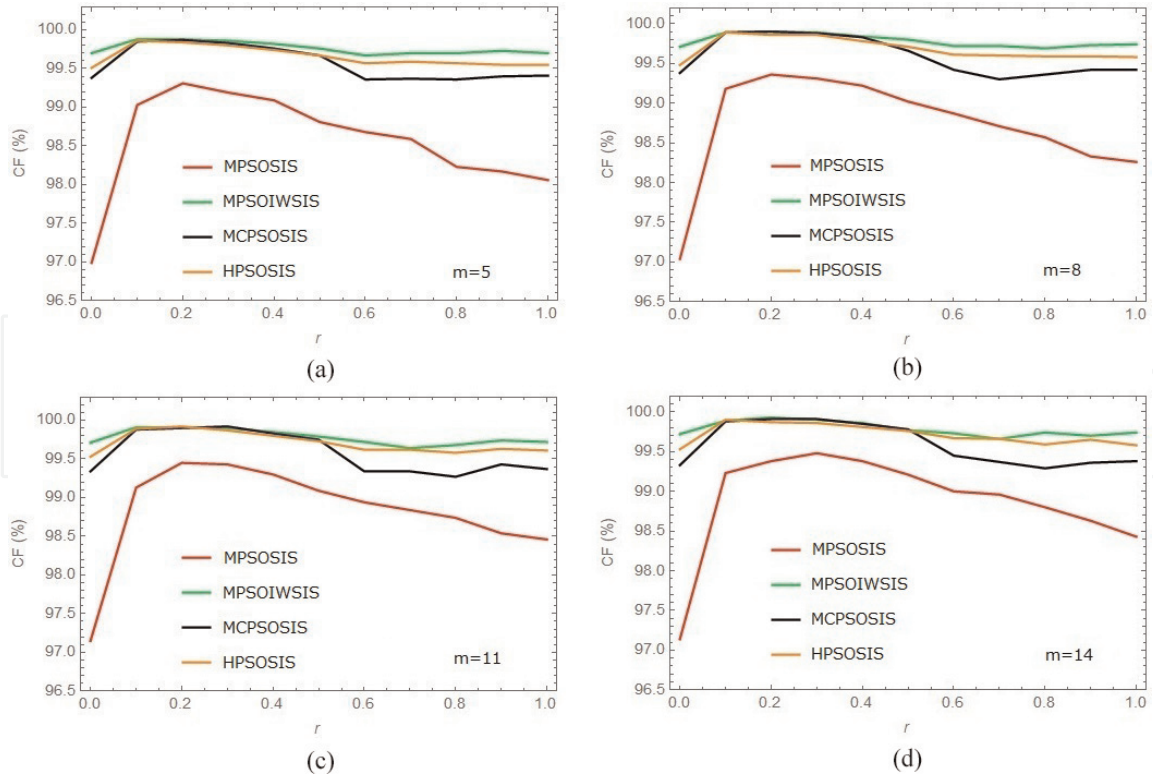 100.0
99.5
99.0
98.5
98.0
97.5
97.0
96.5
CF (%)
MPSOSIS
MPSOIWSIS
MCPSOSIS
HPSOSIS
m=5
0.0 0.2 0.4 0.6 0.8 1.0
r
(a)
100.0
99.5
99.0
98.5
98.0
97.5
97.0
96.5
CF (%)
MPSOSIS
MPSOIWSIS
MCPSOSIS
HPSOSIS
m=8
0.0 0.2 0.4 0.6 0.8 1.0
r
(b)
100.0
99.5
99.0
98.5
98.0
97.5
97.0
96.5
CF (%)
MPSOSIS
MPSOIWSIS
MCPSOSIS
HPSOSIS
m=11
0.0 0.2 0.4 0.6 0.8 1.0
r
(c)
100.0
99.5
99.0
98.5
98.0
97.5
97.0
96.5
CF (%)
MPSOSIS
MPSOIWSIS
MCPSOSIS
HPSOSIS
m=14
0.0 0.2 0.4 0.6 0.8 1.0
r
(d)